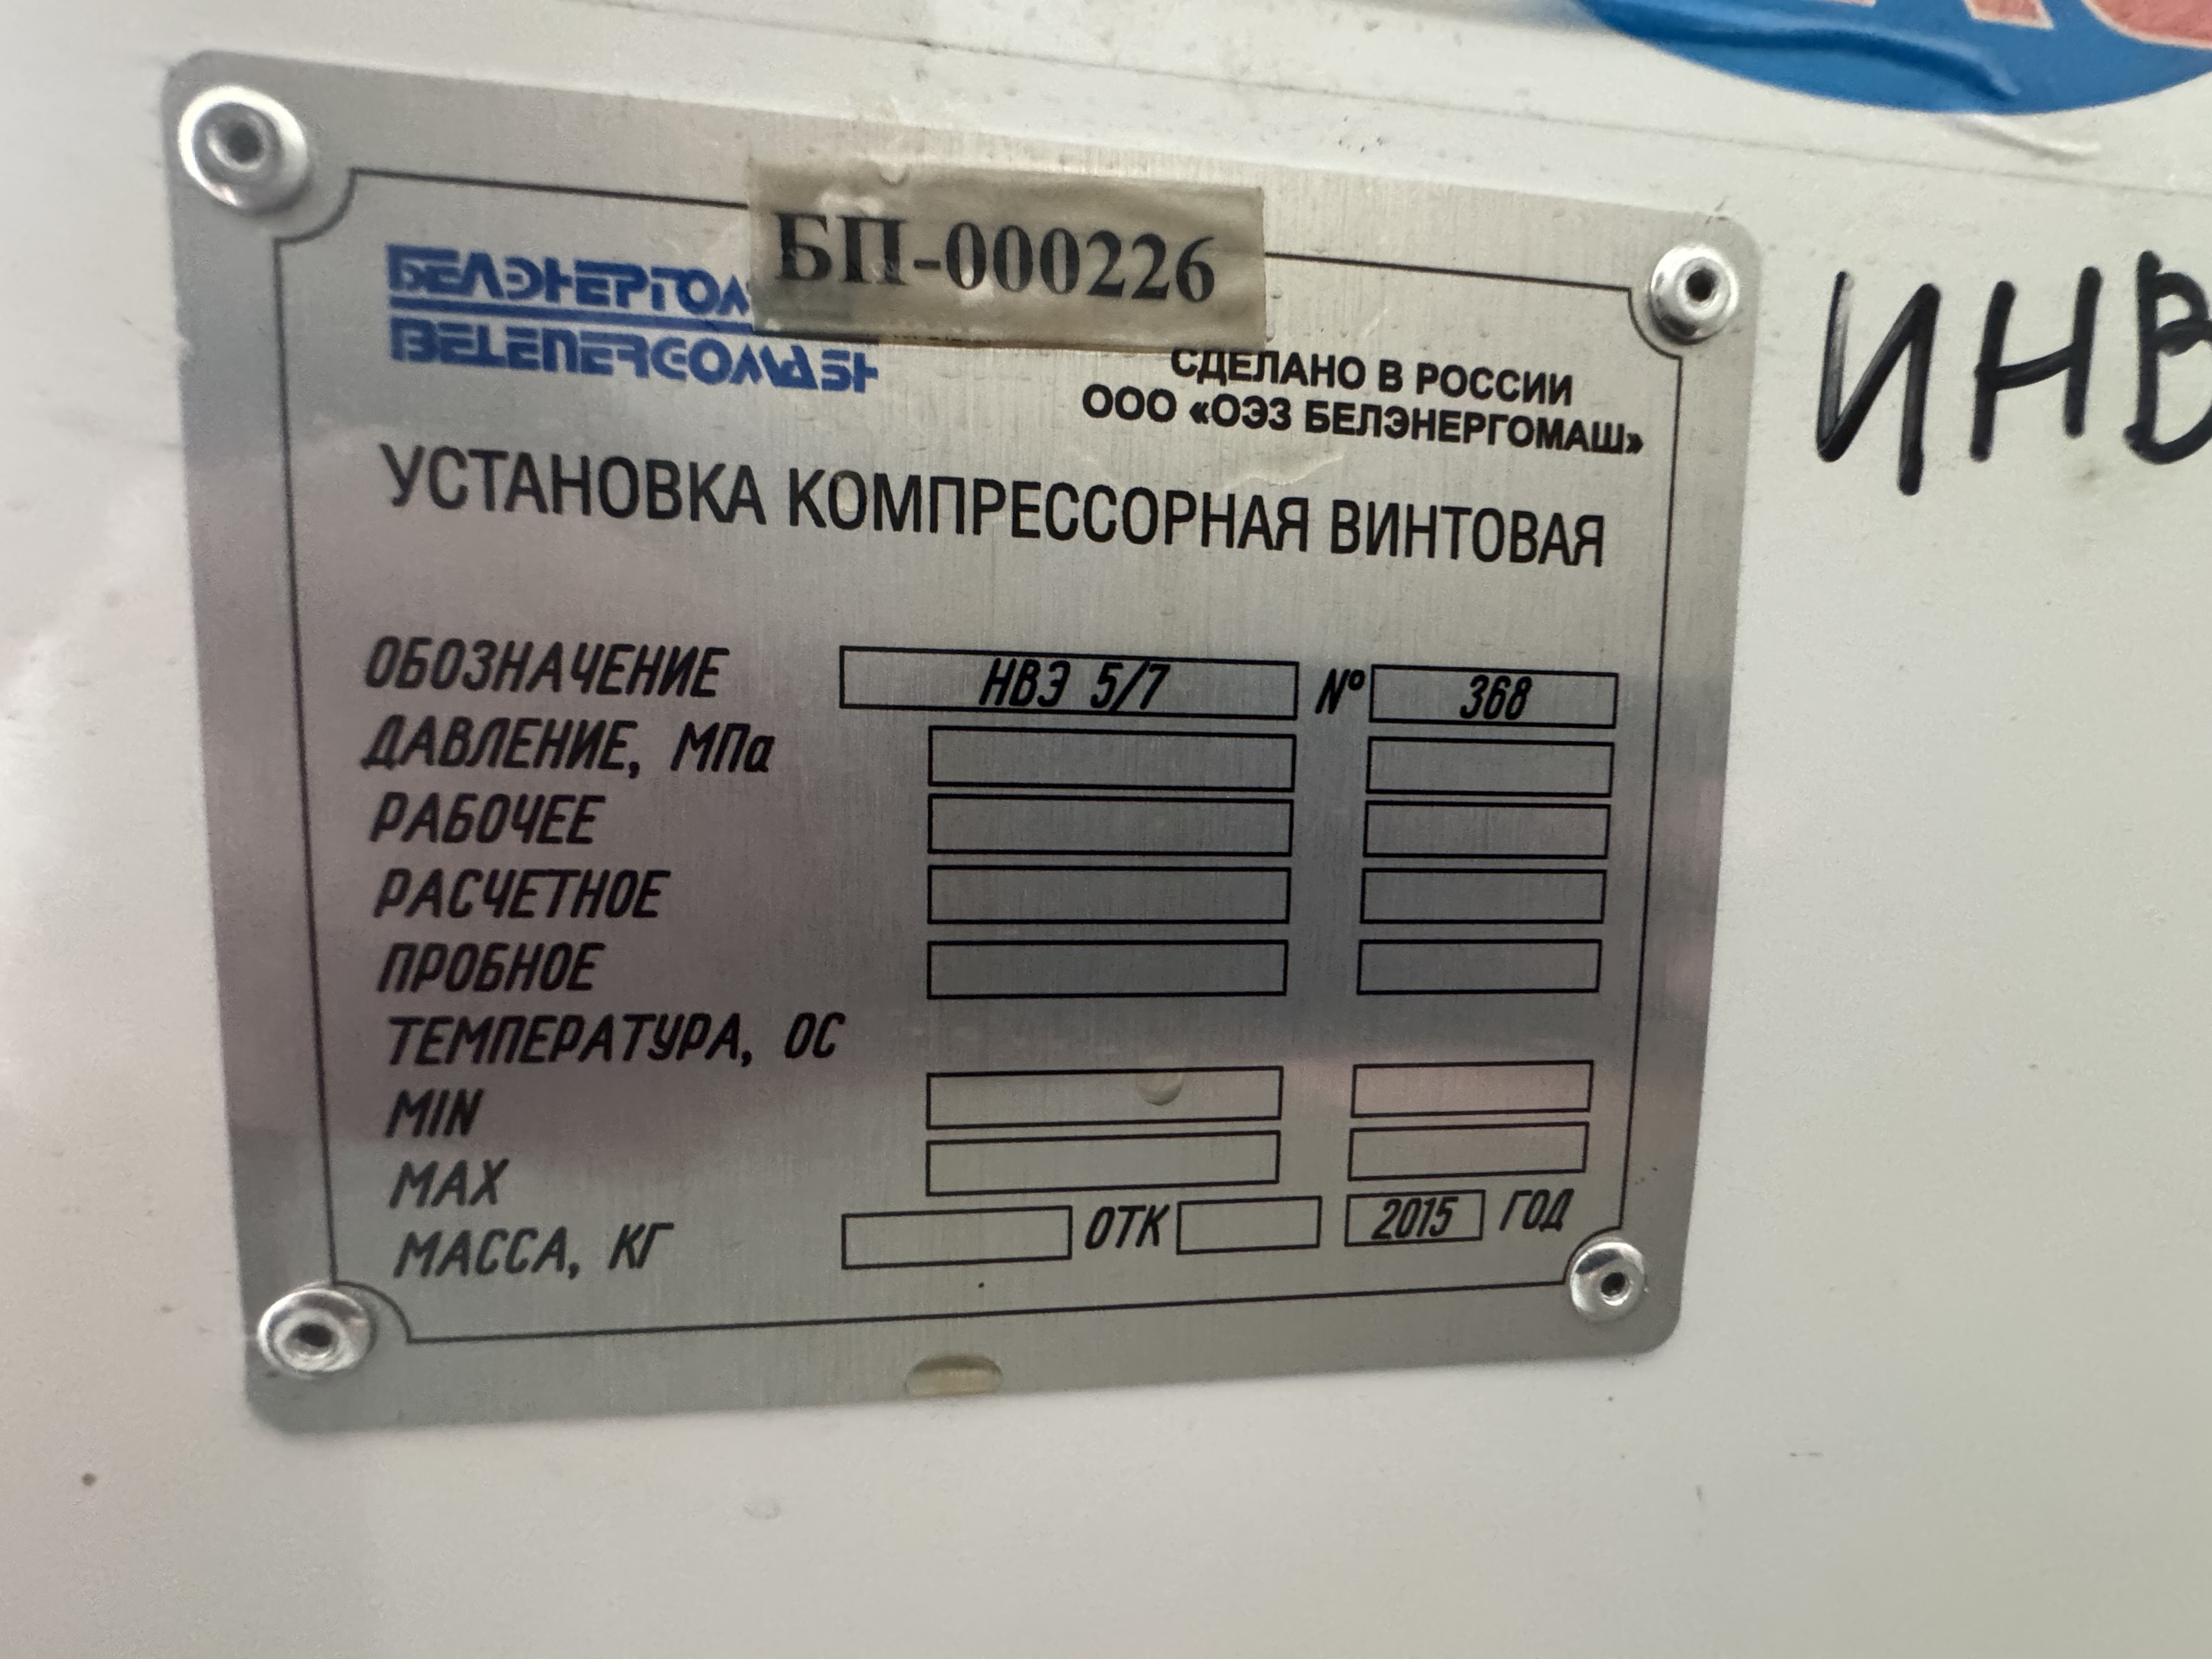 БП-000226
BELENERGOMASH
СДЕЛАНО В РОССИИ
ООО «ОЭЗ БЕЛЭНЕРГОМАШ»
ИНВ
УСТАНОВКА КОМПРЕССОРНАЯ ВИНТОВАЯ
ОБОЗНАЧЕНИЕ НВЭ 5/7 № 368
ДАВЛЕНИЕ, МПа
РАБОЧЕЕ
РАСЧЕТНОЕ
ПРОБНОЕ
ТЕМПЕРАТУРА, ОС
MIN
MAX
МАССА, КГ ОТК 2015 ГОД